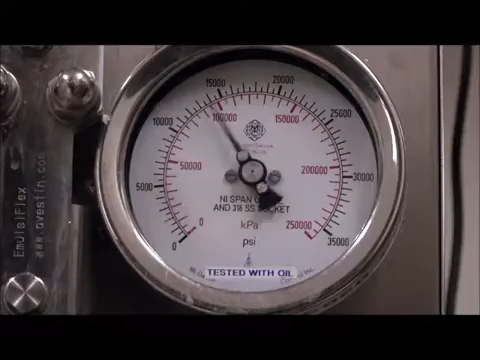 15000
20000
10000
100000
150000
25000
5000
50000
200000
30000
NI SPAN
AND 316 SS SOCKET
0
kPa
250000
0
psi
35000
TESTED WITH OIL
EmulsiFlex
www.avestin.com